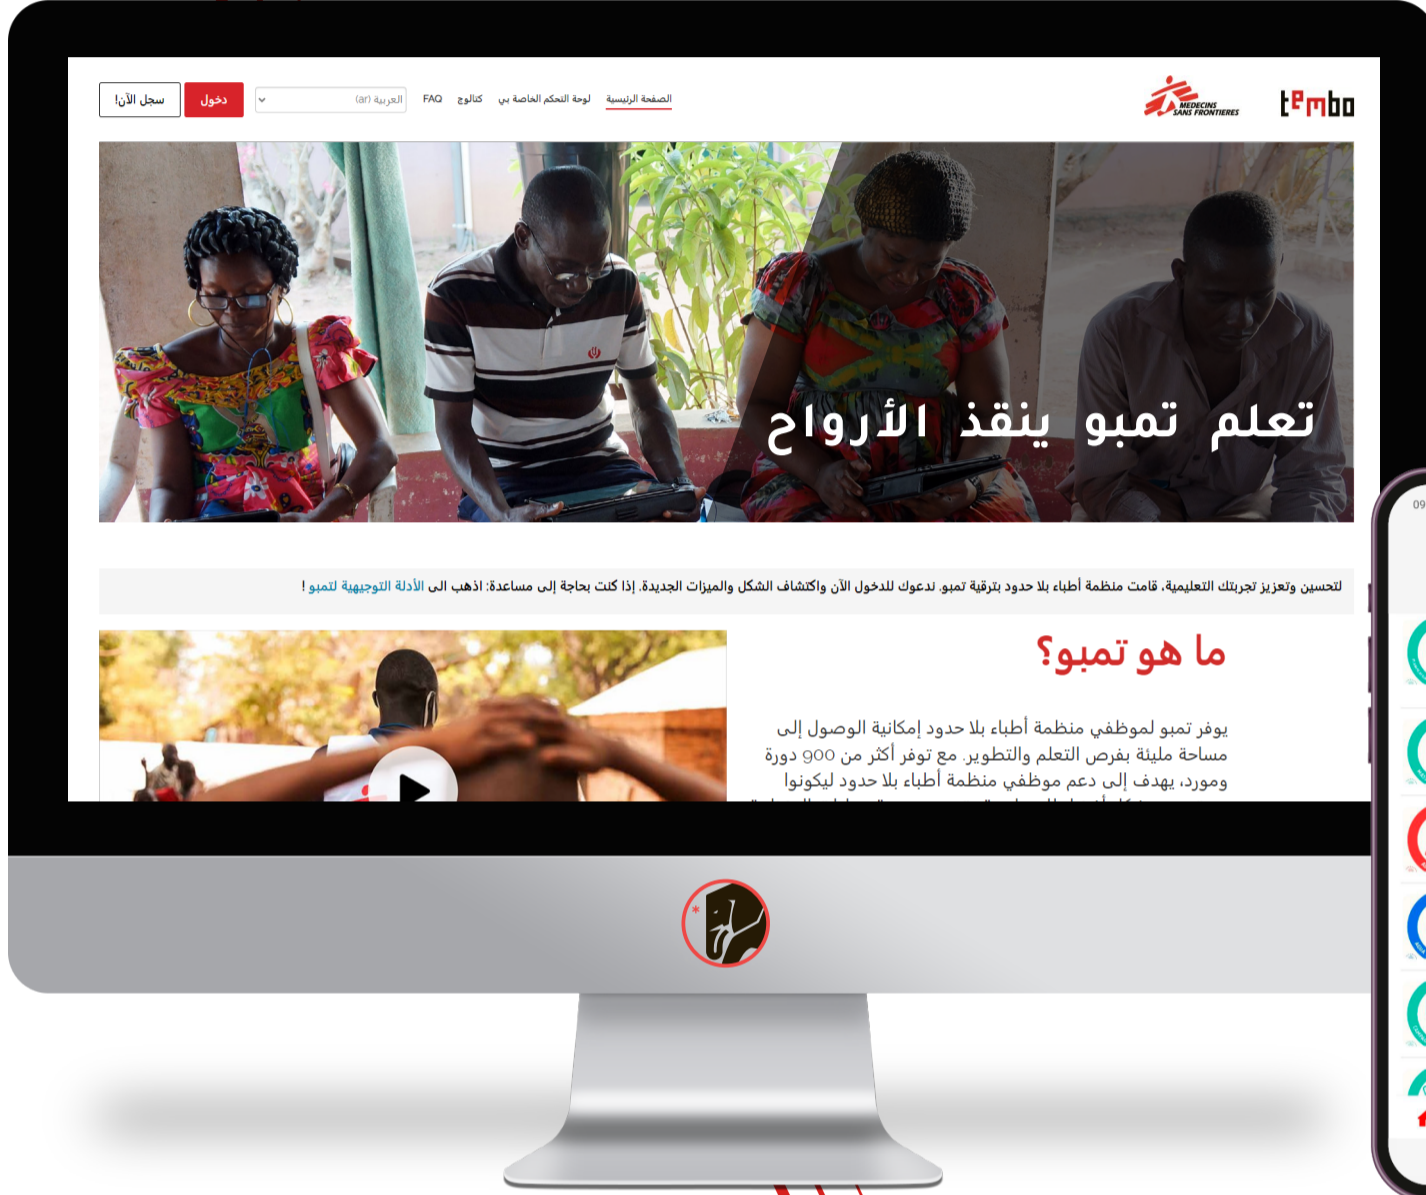 tembo
MEDECINS
SANS FRONTIERES
الصفحة الرئيسية
لوحة التحكم الخاصة بي
كتالوج
FAQ
العربية (ar)
دخول
سجل الآن!
تعلم تمبو ينقذ الأرواح
لتحسين وتعزيز تجربتك التعليمية، قامت منظمة أطباء بلا حدود بترقية تمبو. ندعوك للدخول الآن واكتشاف الشكل والميزات الجديدة. إذا كنت بحاجة إلى مساعدة: اذهب الى الأدلة التوجيهية لتمبو !
ما هو تمبو؟
يوفر تمبو لموظفي منظمة أطباء بلا حدود إمكانية الوصول إلى
مساحة مليئة بفرص التعلم والتطوير. مع توفر أكثر من 900 دورة
ومورد، يهدف إلى دعم موظفي منظمة أطباء بلا حدود ليكونوا
09